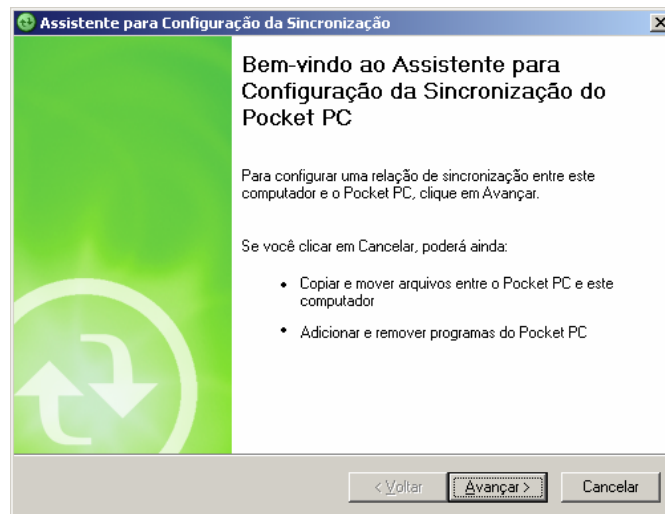 Assistente para Configuração da Sincronização
Bem-vindo ao Assistente para
Configuração da Sincronização do
Pocket PC
Para configurar uma relação de sincronização entre este
computador e o Pocket PC, clique em Avançar.
Se você clicar em Cancelar, poderá ainda:
• Copiar e mover arquivos entre o Pocket PC e este
computador
• Adicionar e remover programas do Pocket PC
< Voltar Avançar > Cancelar